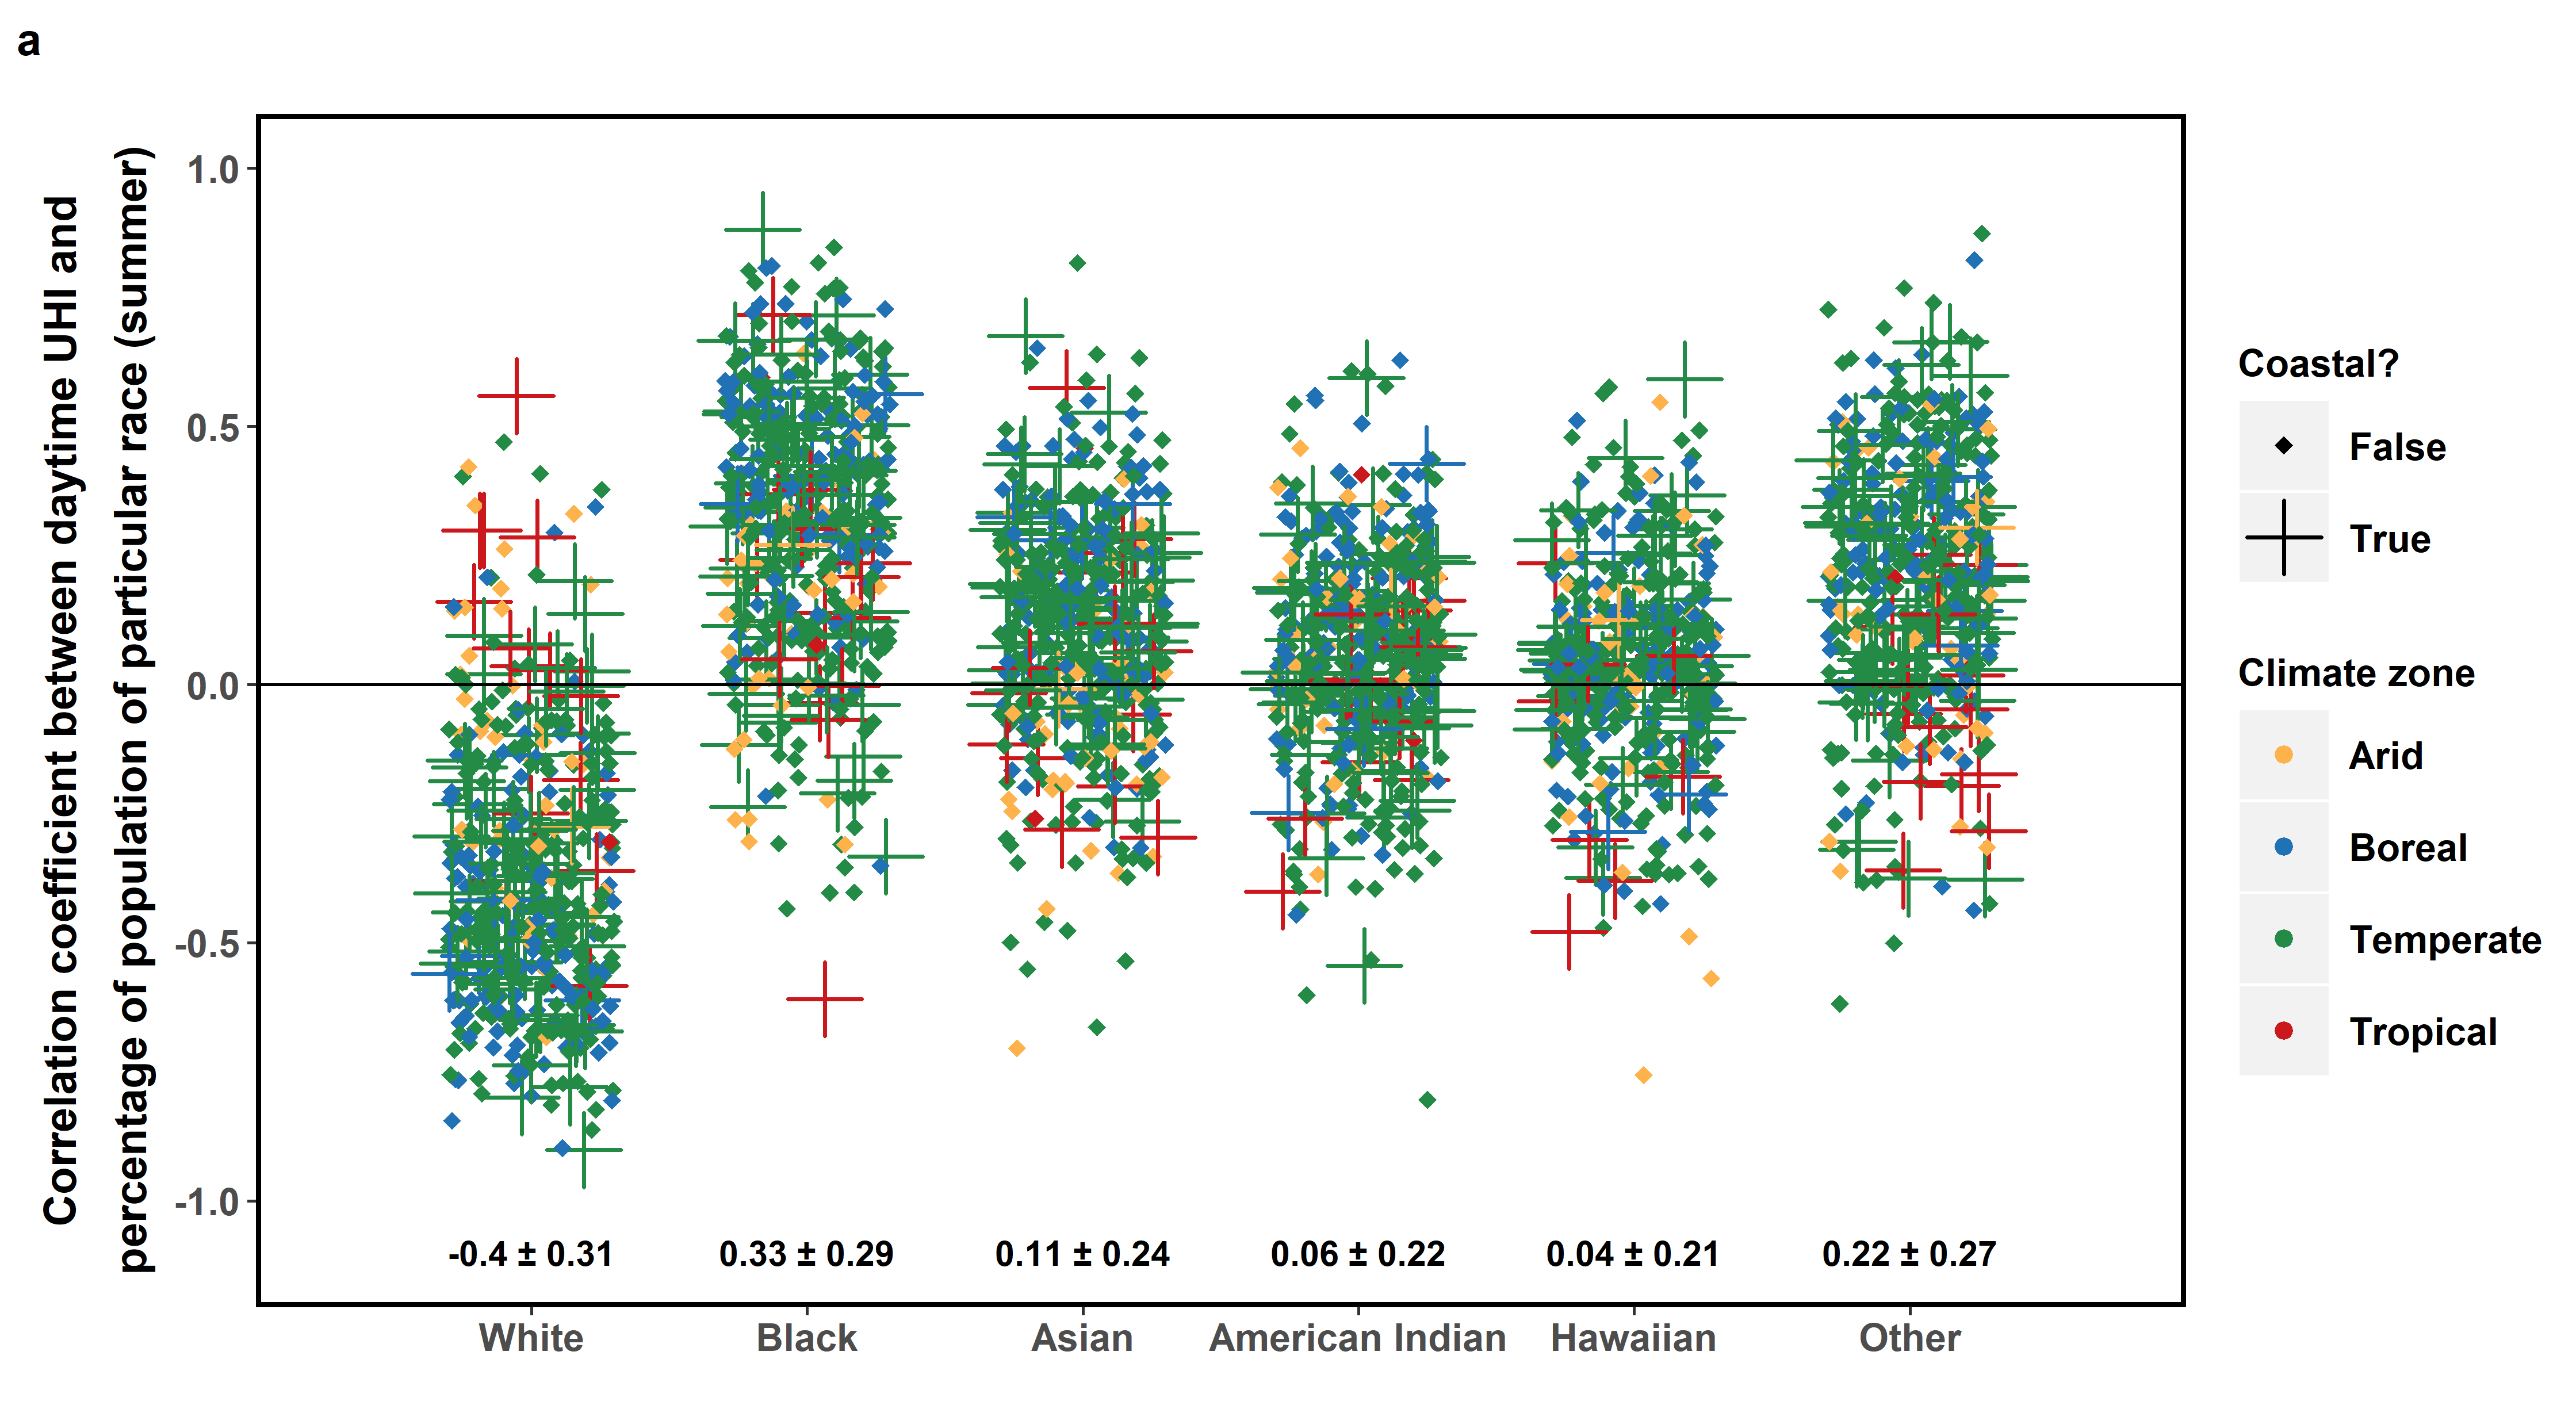 a
Correlation coefficient between daytime UHI and
percentage of population of particular race (summer)
1.0
0.5
0.0
-0.5
-1.0
-0.4 ± 0.31
0.33 ± 0.29
0.11 ± 0.24
0.06 ± 0.22
0.04 ± 0.21
0.22 ± 0.27
White
Black
Asian
American Indian
Hawaiian
Other
Coastal?
False
True
Climate zone
Arid
Boreal
Temperate
Tropical